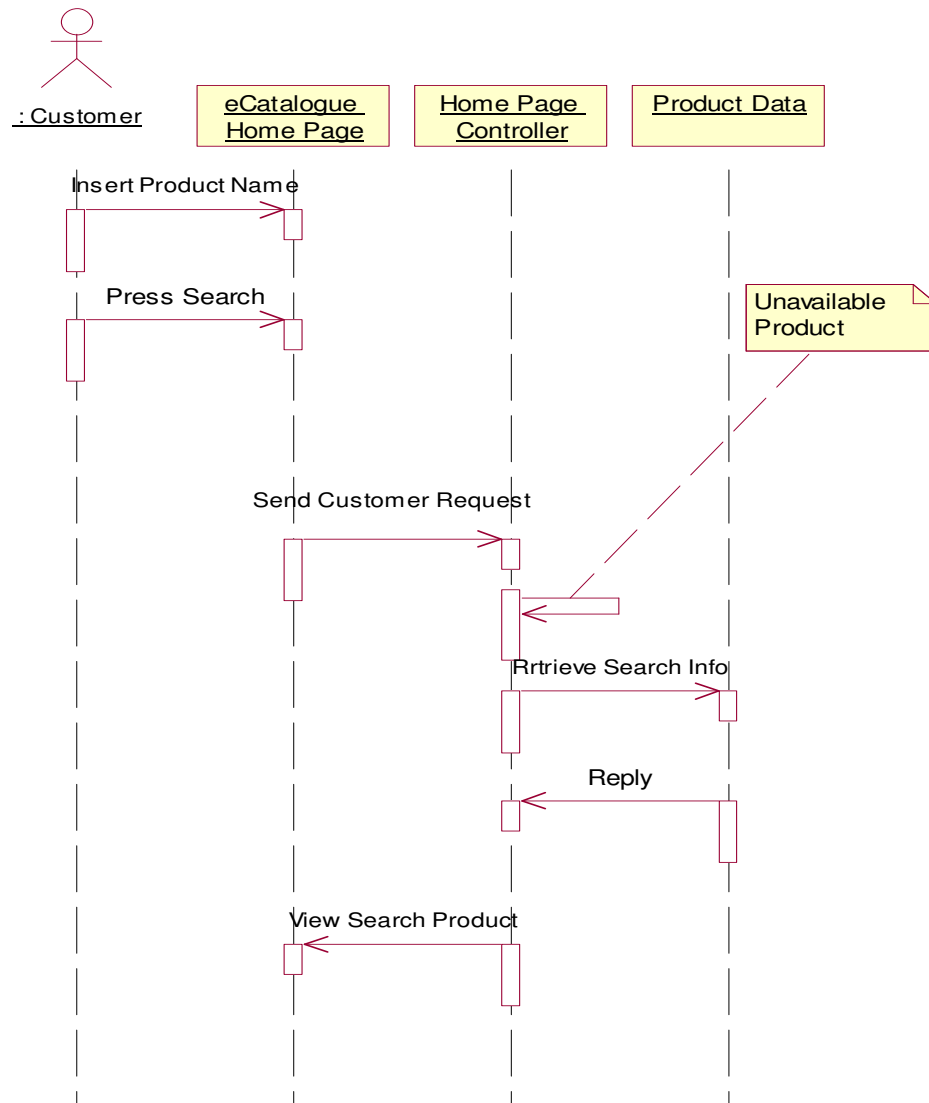 : Customer
eCatalogue
Home Page
Home Page
Controller
Product Data
Insert Product Name
Press Search
Unavailable
Product
Send Customer Request
Rrtrieve Search Info
Reply
View Search Product